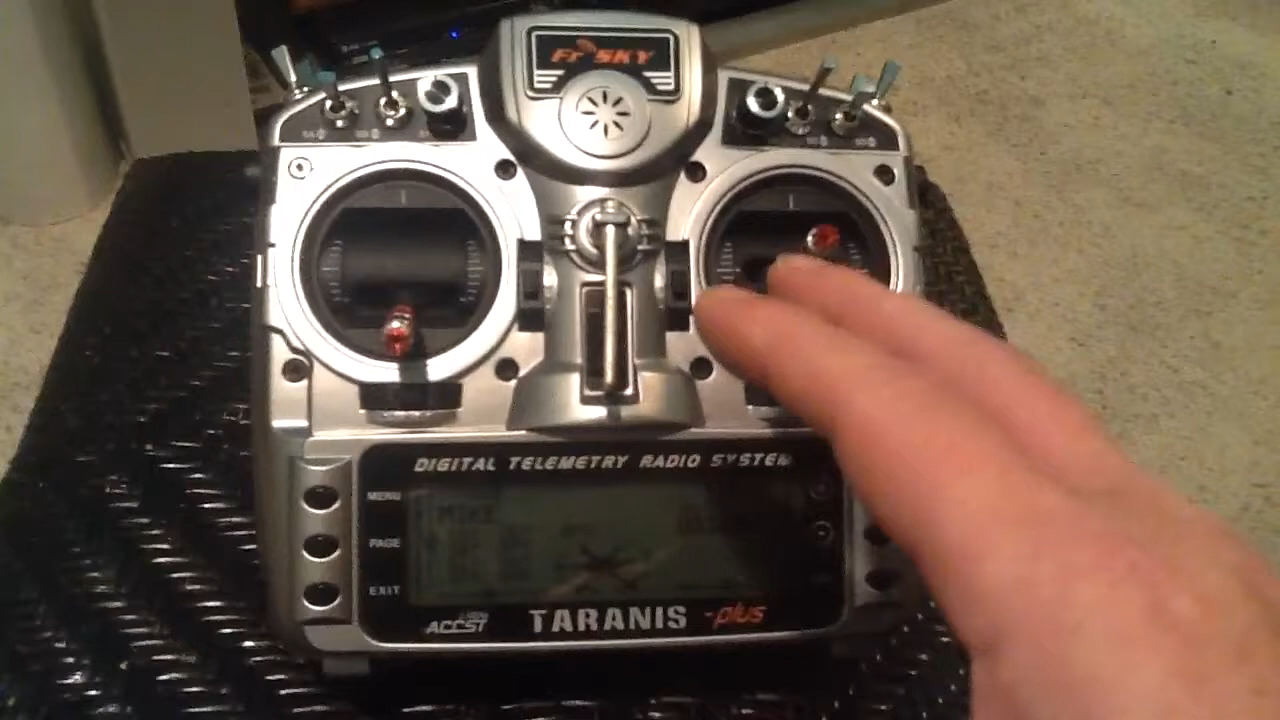 FrSKY
DIGITAL TELEMETRY RADIO SYSTEM
MENU
PAGE
EXIT
ACCST
TARANIS -plus